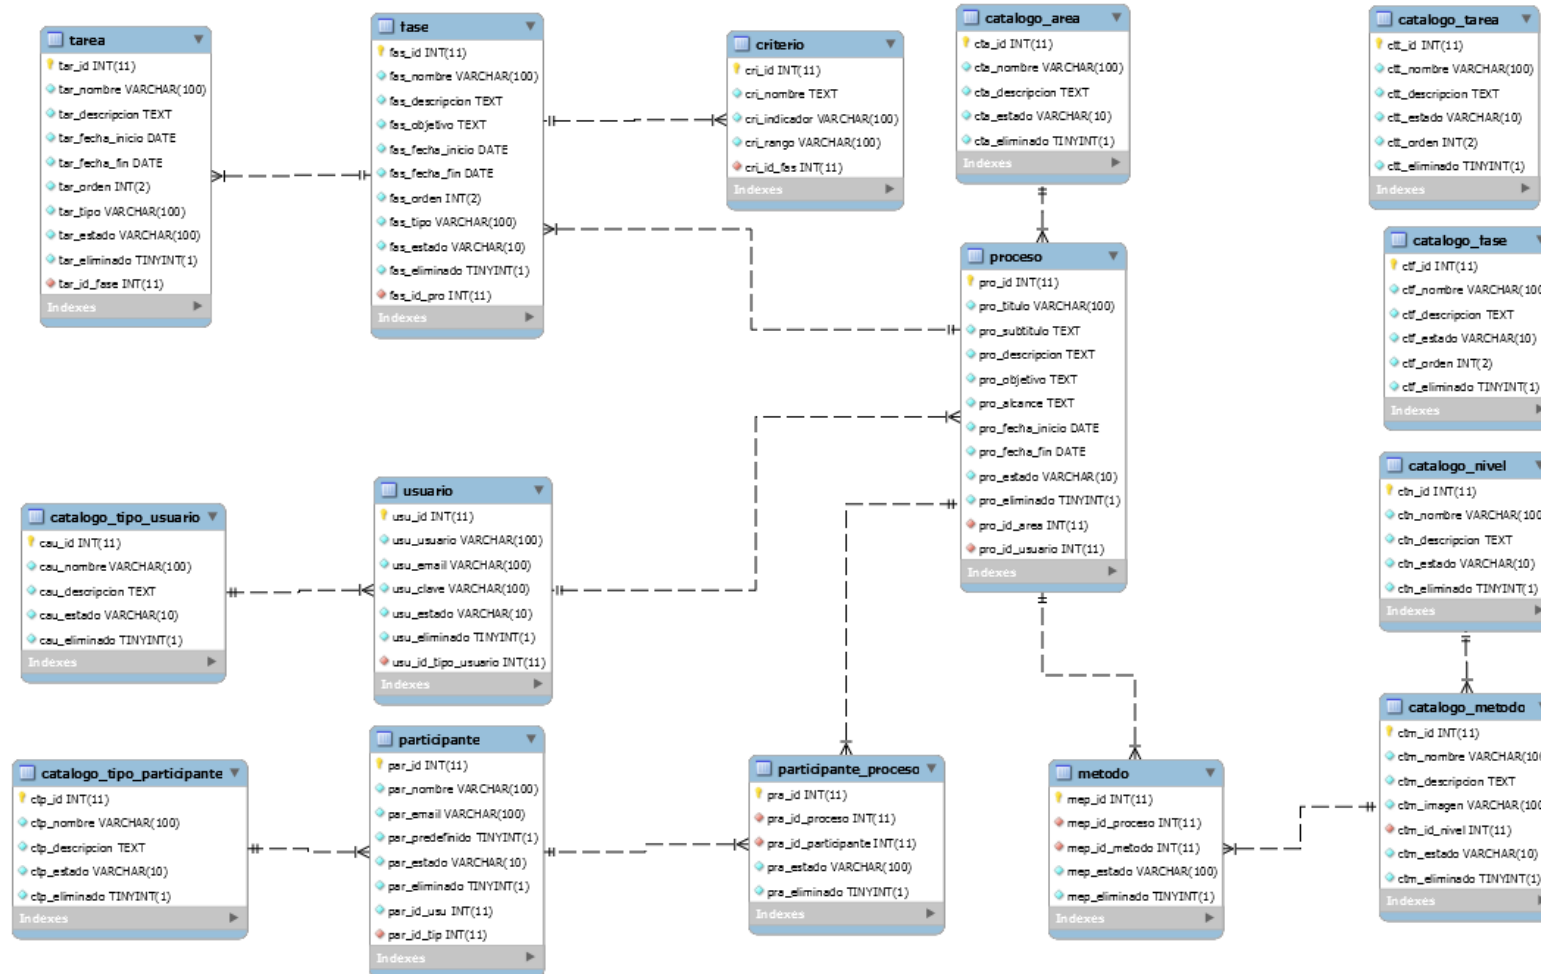 tarea
tar_id INT(11)
tar_nombre VARCHAR(100)
tar_descripcion TEXT
tar_fecha_inicio DATE
tar_fecha_fin DATE
tar_orden INT(2)
tar_tipo VARCHAR(100)
tar_estado VARCHAR(100)
tar_eliminado TINYINT(1)
tar_id_fase INT(11)
Indexes
fase
fas_id INT(11)
fas_nombre VARCHAR(100)
fas_descripcion TEXT
fas_objetivo TEXT
fas_fecha_inicio DATE
fas_fecha_fin DATE
fas_orden INT(2)
fas_tipo VARCHAR(100)
fas_estado VARCHAR(10)
fas_eliminado TINYINT(1)
fas_id_pro INT(11)
Indexes
criterio
cri_id INT(11)
cri_nombre TEXT
cri_indicador VARCHAR(100)
cri_rango VARCHAR(100)
cri_id_fas INT(11)
Indexes
catalogo_area
cta_id INT(11)
cta_nombre VARCHAR(100)
cta_descripcion TEXT
cta_estado VARCHAR(10)
cta_eliminado TINYINT(1)
Indexes
catalogo_tarea
ctt_id INT(11)
ctt_nombre VARCHAR(100)
ctt_descripcion TEXT
ctt_estado VARCHAR(10)
ctt_orden INT(2)
ctt_eliminado TINYINT(1)
Indexes
proceso
pro_id INT(11)
pro_titulo VARCHAR(100)
pro_subtitulo TEXT
pro_descripcion TEXT
pro_objetivo TEXT
pro_alcance TEXT
pro_fecha_inicio DATE
pro_fecha_fin DATE
pro_estado VARCHAR(10)
pro_eliminado TINYINT(1)
pro_id_area INT(11)
pro_id_usuario INT(11)
Indexes
catalogo_fase
ctf_id INT(11)
ctf_nombre VARCHAR(100
ctf_descripcion TEXT
ctf_estado VARCHAR(10)
ctf_orden INT(2)
ctf_eliminado TINYINT(1)
Indexes
catalogo_nivel
ctn_id INT(11)
ctn_nombre VARCHAR(100
ctn_descripcion TEXT
ctn_estado VARCHAR(10)
ctn_eliminado TINYINT(1)
Indexes
catalogo_tipo_usuario
cau_id INT(11)
cau_nombre VARCHAR(100)
cau_descripcion TEXT
cau_estado VARCHAR(10)
cau_eliminado TINYINT(1)
Indexes
usuario
usu_id INT(11)
usu_usuario VARCHAR(100)
usu_email VARCHAR(100)
usu_clave VARCHAR(100)
usu_estado VARCHAR(10)
usu_eliminado TINYINT(1)
usu_id_tipo_usuario INT(11)
Indexes
catalogo_tipo_participante
ctp_id INT(11)
ctp_nombre VARCHAR(100)
ctp_descripcion TEXT
ctp_estado VARCHAR(10)
ctp_eliminado TINYINT(1)
Indexes
participante
par_id INT(11)
par_nombre VARCHAR(100)
par_email VARCHAR(100)
par_predefinido TINYINT(1)
par_estado VARCHAR(10)
par_eliminado TINYINT(1)
par_id_usu INT(11)
par_id_tip INT(11)
Indexes
participante_proceso
pra_id INT(11)
pra_id_proceso INT(11)
pra_id_participante INT(11)
pra_estado VARCHAR(100)
pra_eliminado TINYINT(1)
Indexes
metodo
mep_id INT(11)
mep_id_proceso INT(11)
mep_id_metodo INT(11)
mep_estado VARCHAR(100)
mep_eliminado TINYINT(1)
Indexes
catalogo_metodo
ctm_id INT(11)
ctm_nombre VARCHAR(100
ctm_descripcion TEXT
ctm_imagen VARCHAR(100
ctm_id_nivel INT(11)
ctm_estado VARCHAR(10)
ctm_eliminado TINYINT(1)
Indexes